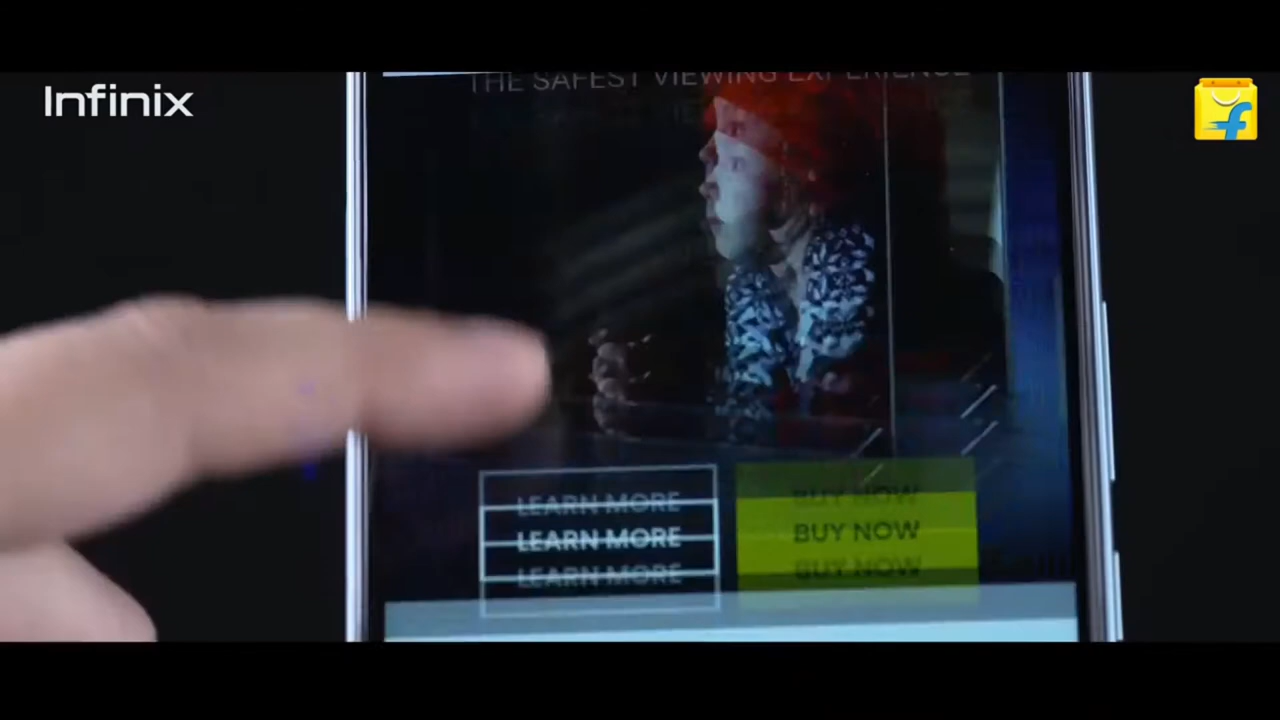 Infinix
THE SAFEST VIEWING EXPERIENCE
LEARN MORE
LEARN MORE
LEARN MORE
BUY NOW
BUY NOW
BUY NOW